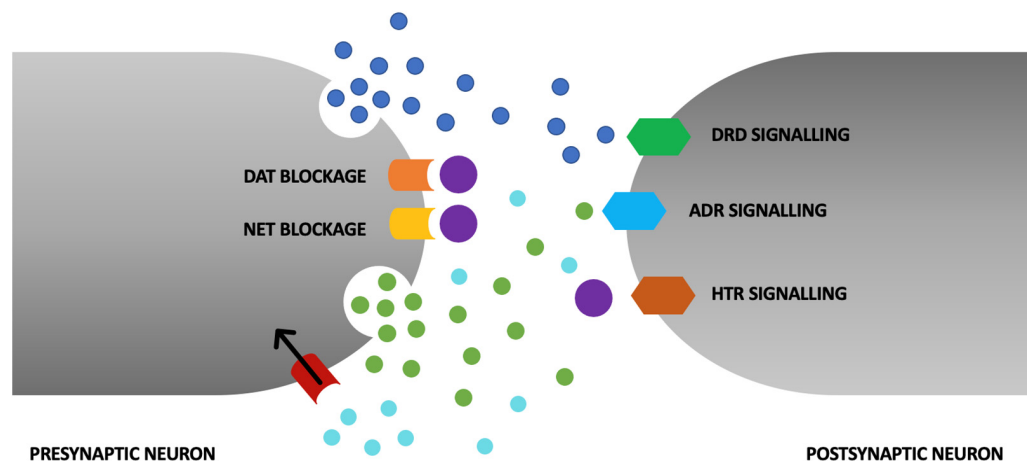 DRD SIGNALLING
DAT BLOCKAGE
ADR SIGNALLING
NET BLOCKAGE
HTR SIGNALLING
PRESYNAPTIC NEURON
POSTSYNAPTIC NEURON